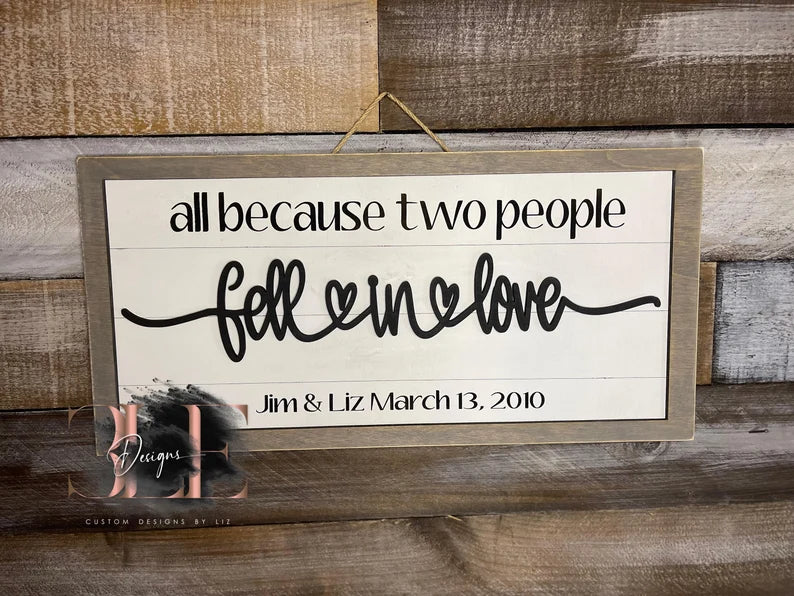 all because two people
fell in love
Jim & Liz March 13, 2010
Designs
CUSTOM DESIGNS BY LIZ